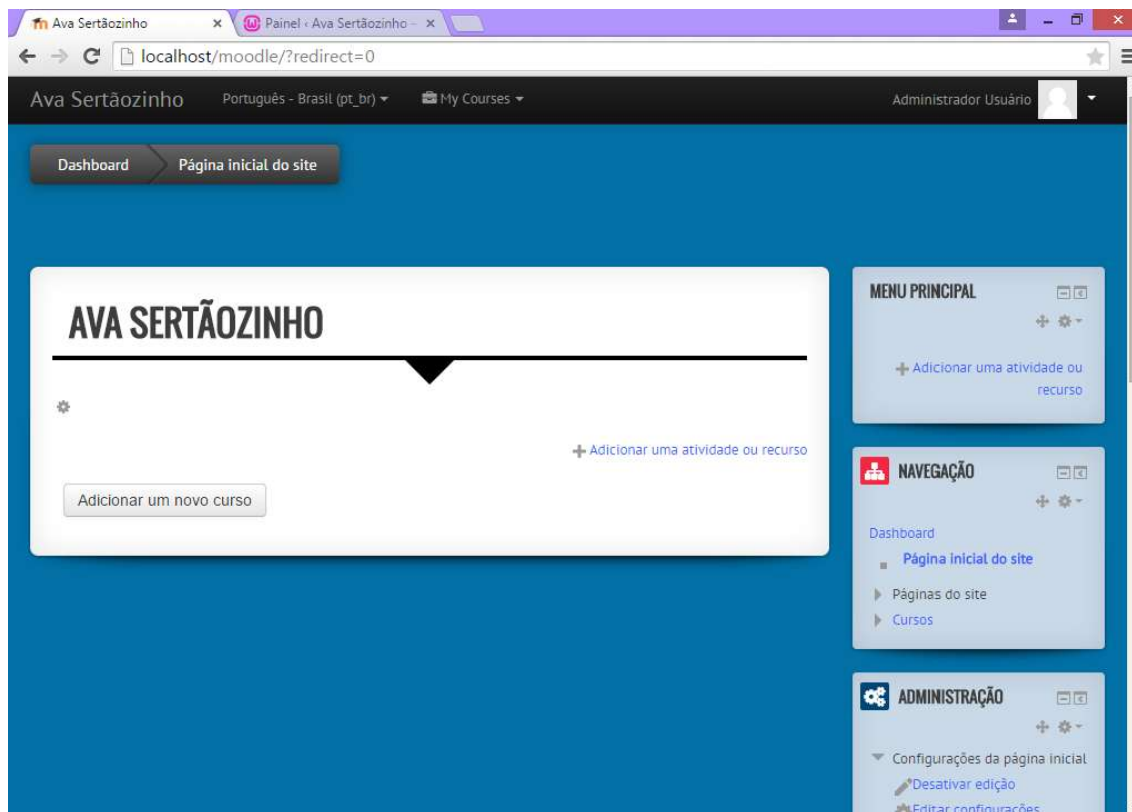 Ava Sertãozinho
Painel ‹ Ava Sertãozinho –
localhost/moodle/?redirect=0
Ava Sertãozinho Português - Brasil (pt_br) My Courses Administrador Usuário
Dashboard Página inicial do site
AVA SERTÃOZINHO
Adicionar uma atividade ou recurso
Adicionar um novo curso
MENU PRINCIPAL
Adicionar uma atividade ou
recurso
NAVEGAÇÃO
Dashboard
Página inicial do site
Páginas do site
Cursos
ADMINISTRAÇÃO
Configurações da página inicial
Desativar edição
Editar configurações